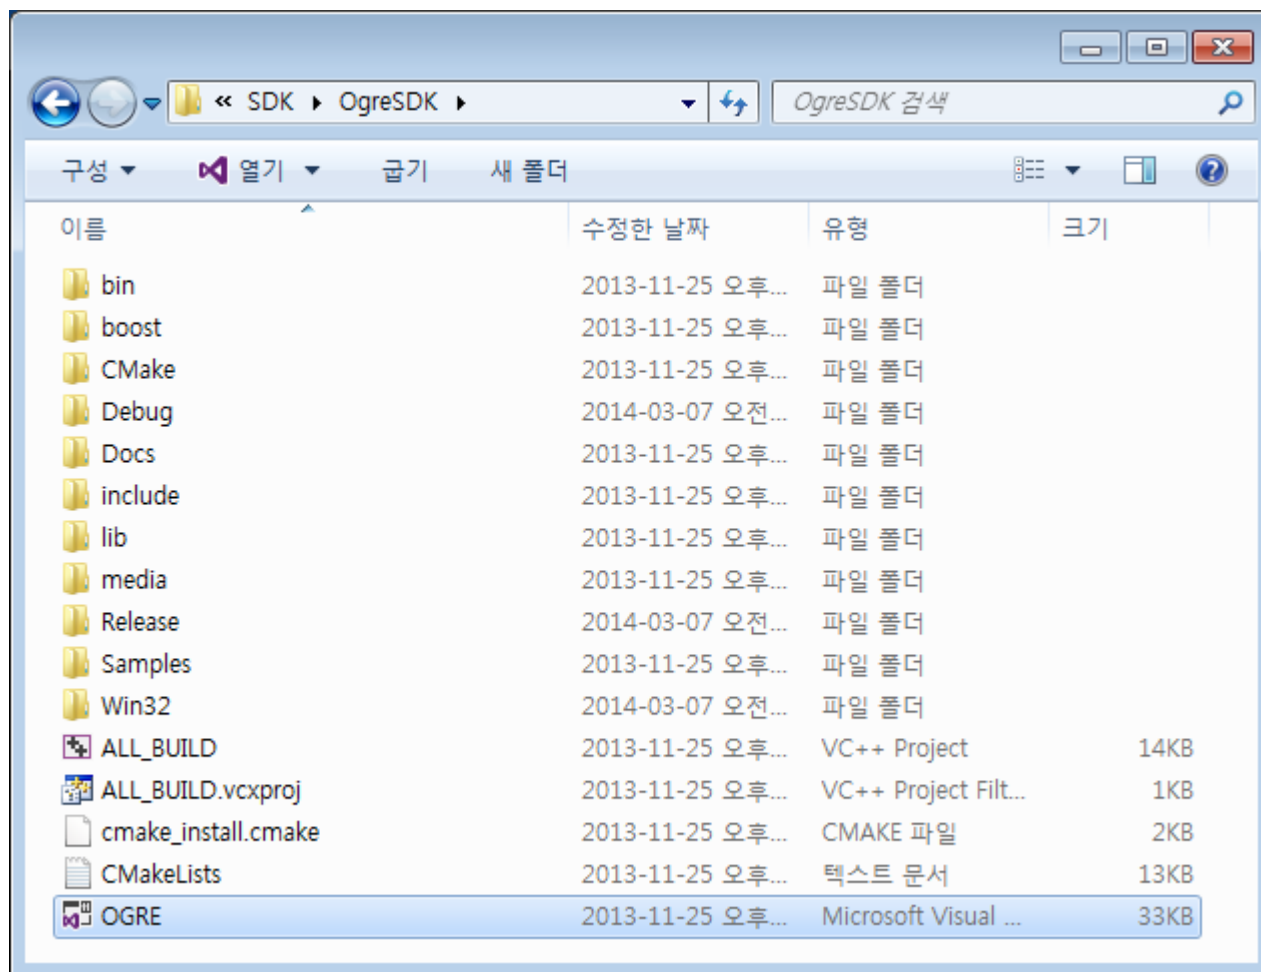 « SDK ▸ OgreSDK ▸ OgreSDK 검색
구성 열기 굽기 새 폴더
이름 수정한 날짜 유형 크기
bin 2013-11-25 오후... 파일 폴더
boost 2013-11-25 오후... 파일 폴더
CMake 2013-11-25 오후... 파일 폴더
Debug 2014-03-07 오전... 파일 폴더
Docs 2013-11-25 오후... 파일 폴더
include 2013-11-25 오후... 파일 폴더
lib 2013-11-25 오후... 파일 폴더
media 2013-11-25 오후... 파일 폴더
Release 2014-03-07 오전... 파일 폴더
Samples 2013-11-25 오후... 파일 폴더
Win32 2014-03-07 오전... 파일 폴더
ALL_BUILD 2013-11-25 오후... VC++ Project 14KB
ALL_BUILD.vcxproj 2013-11-25 오후... VC++ Project Filt... 1KB
cmake_install.cmake 2013-11-25 오후... CMAKE 파일 2KB
CMakeLists 2013-11-25 오후... 텍스트 문서 13KB
OGRE 2013-11-25 오후... Microsoft Visual ... 33KB